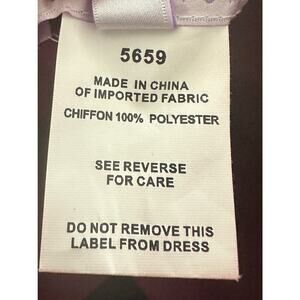 5659
MADE IN CHINA
OF IMPORTED FABRIC
CHIFFON 100% POLYESTER
SEE REVERSE
FOR CARE
DO NOT REMOVE THIS
LABEL FROM DRESS